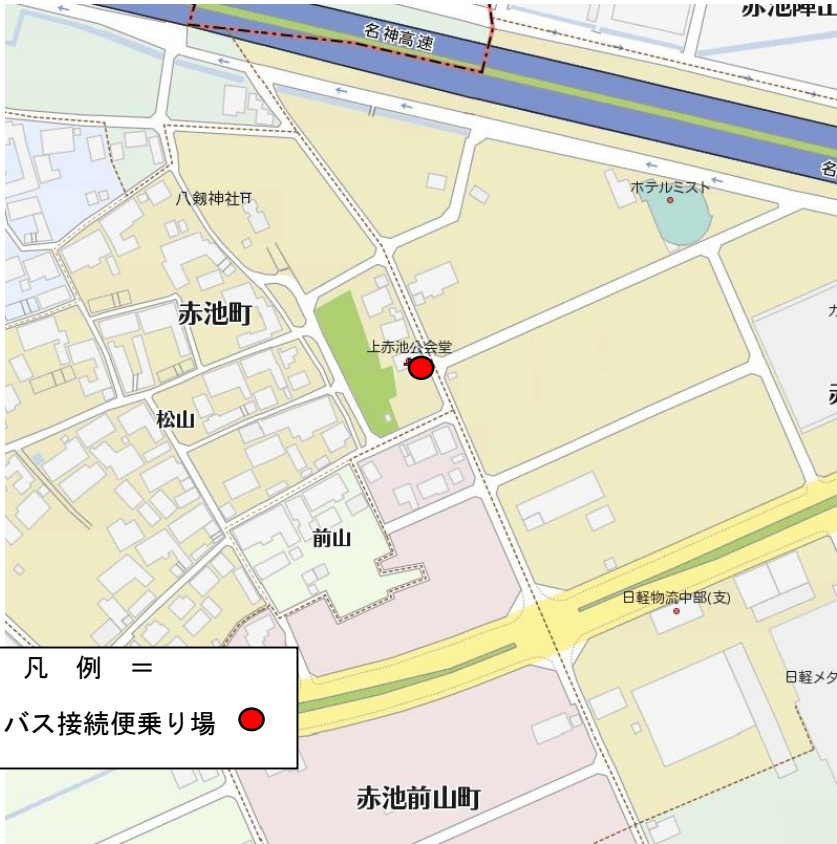 赤池陣山
名神高速
ホテルミスト
八剱神社
赤池町
上赤池公会堂
松山
前山
日軽物流中部(支)
日軽メタ
凡 例 =
バス接続便乗り場
赤池前山町